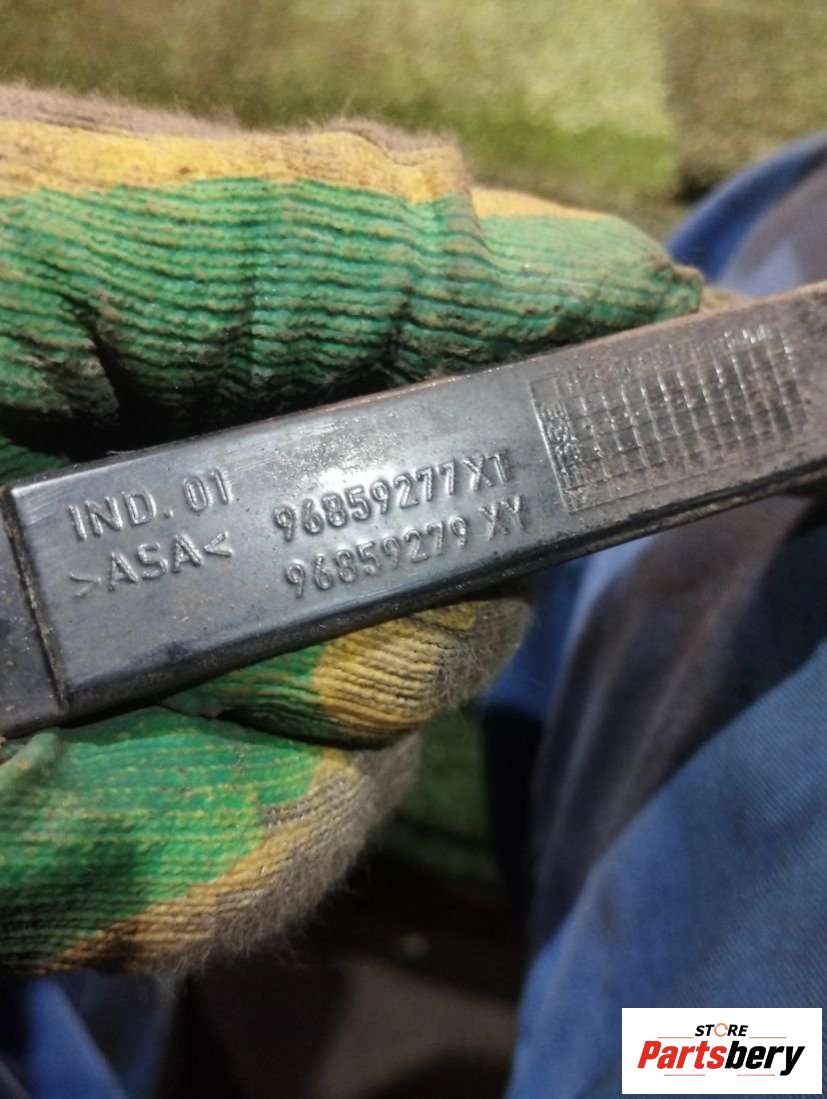 IND. 01
>ASA<
96859277XT
96859279 XY
STORE
Partsbery